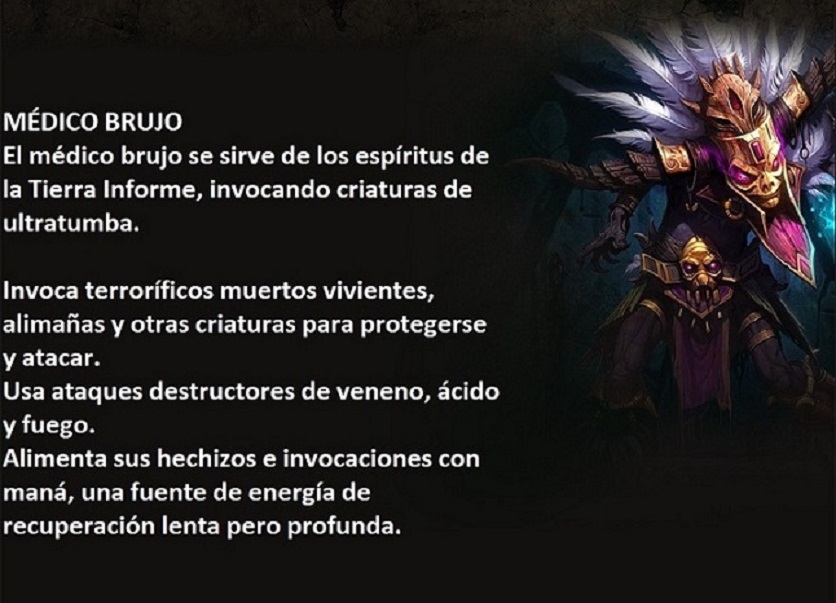 MÉDICO BRUJO
El médico brujo se sirve de los espíritus de
la Tierra Informe, invocando criaturas de
ultratumba.
Invoca terroríficos muertos vivientes,
alimañas y otras criaturas para protegerse
y atacar.
Usa ataques destructores de veneno, ácido
y fuego.
Alimenta sus hechizos e invocaciones con
maná, una fuente de energía de
recuperación lenta pero profunda.